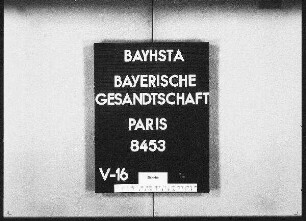 BAYHSTA
BAYERISCHE
GESANDTSCHAFT
PARIS
8453
V-16